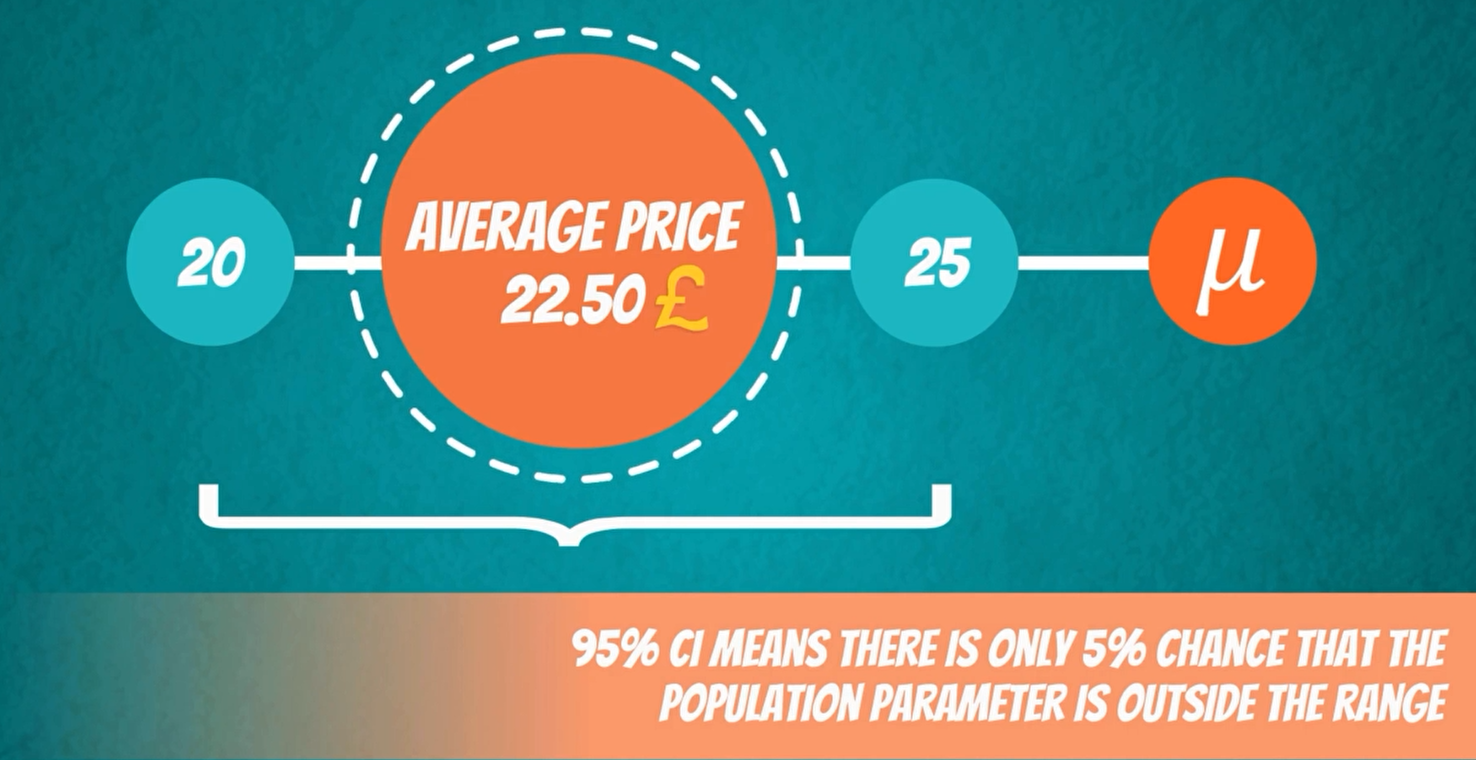 20
AVERAGE PRICE
22.50 £
25
μ
95% CI MEANS THERE IS ONLY 5% CHANCE THAT THE
POPULATION PARAMETER IS OUTSIDE THE RANGE